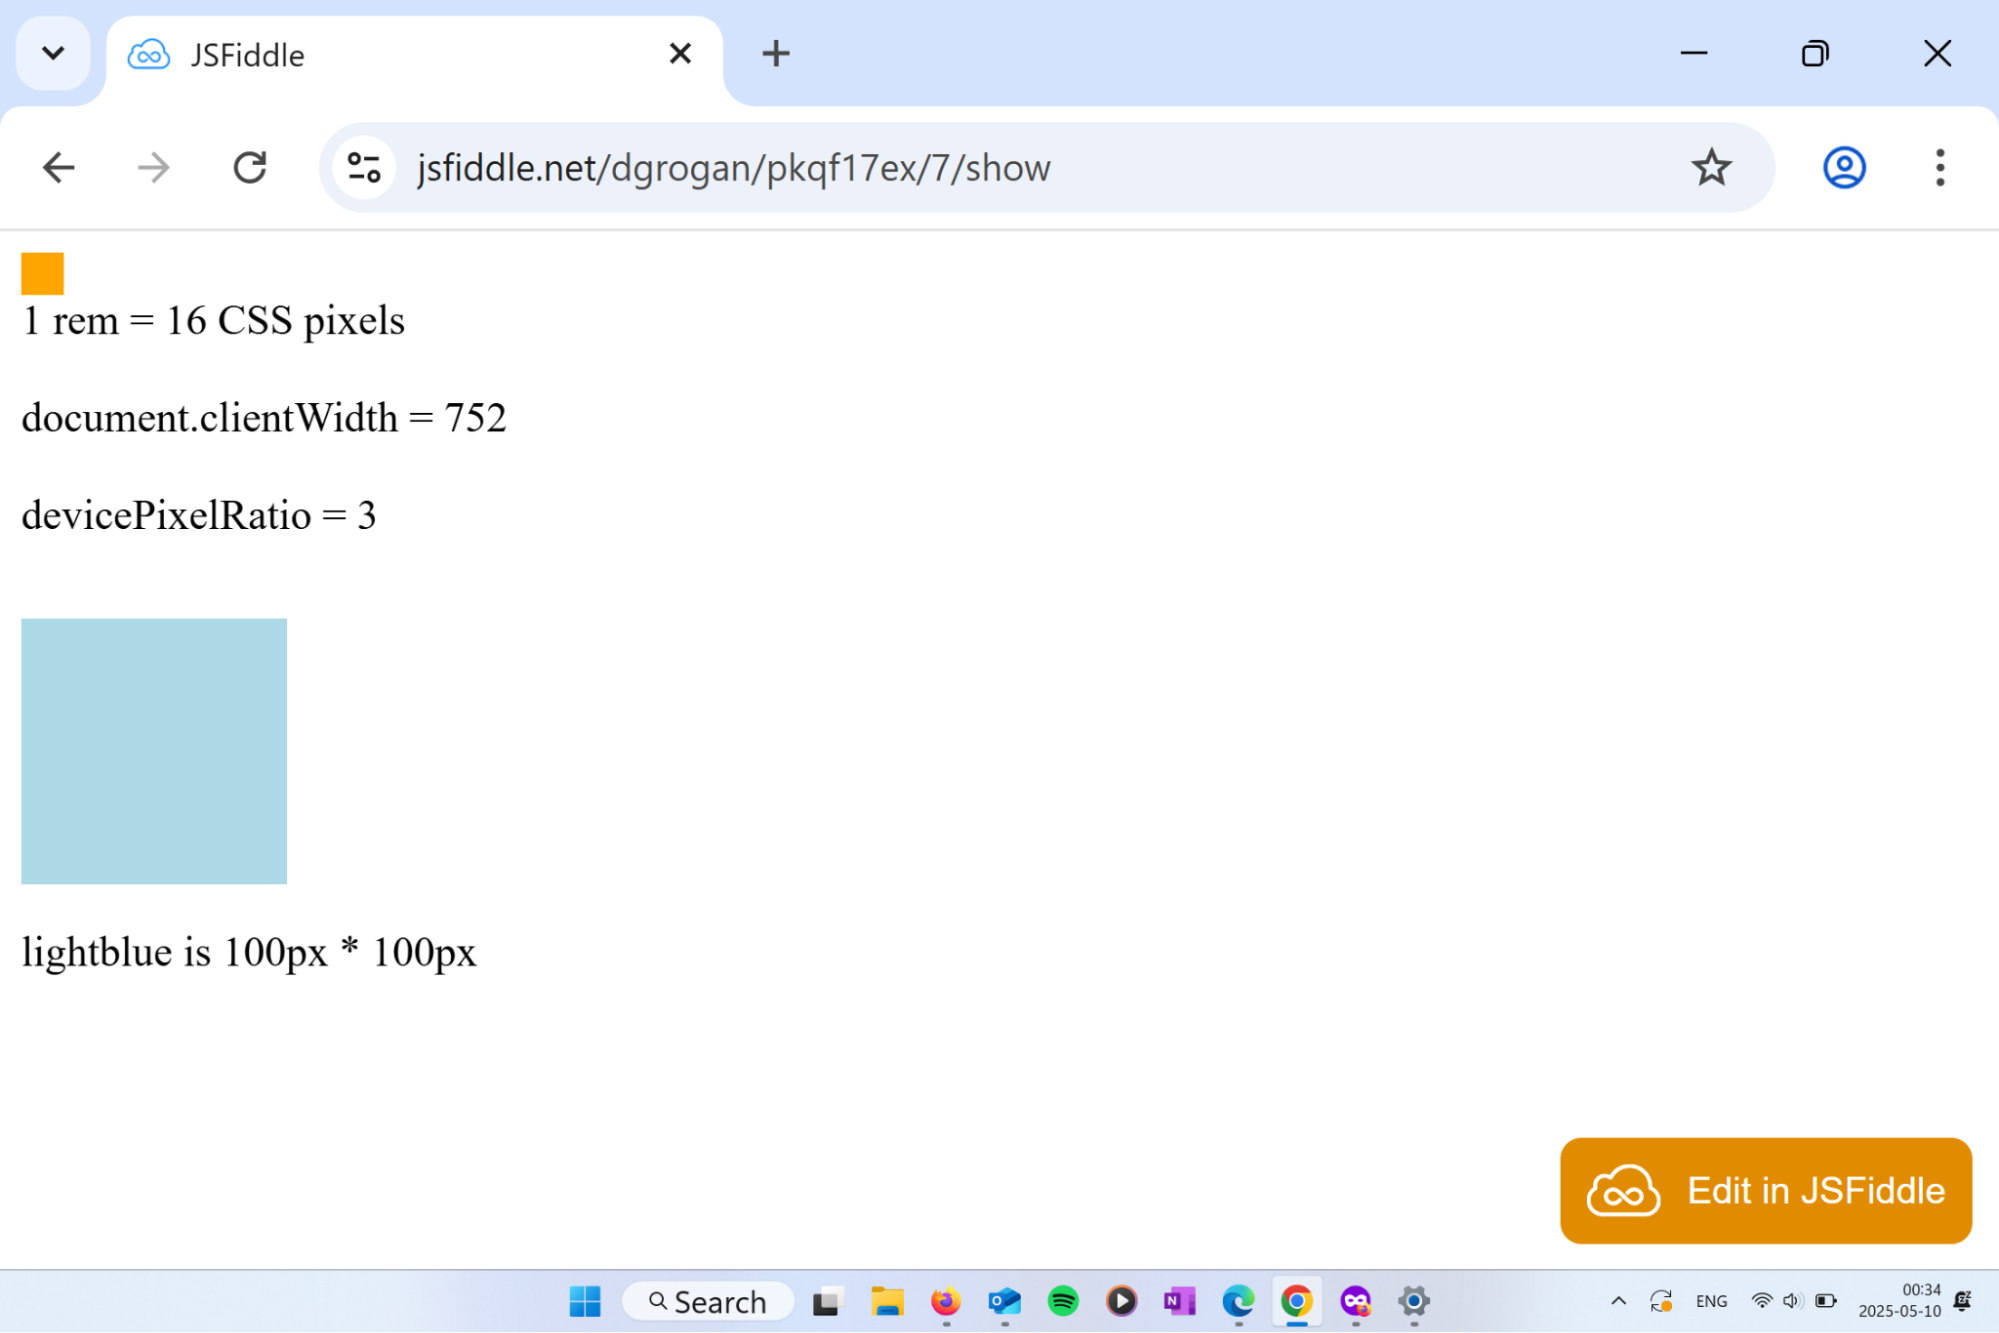 JSFiddle
jsfiddle.net/dgrogan/pkqf17ex/7/show
1 rem = 16 CSS pixels
document.clientWidth = 752
devicePixelRatio = 3
lightblue is 100px * 100px
Edit in JSFiddle
Search
ENG
00:34
2025-05-10